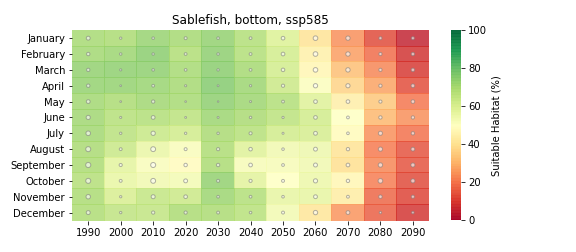 Sablefish, bottom, ssp585
January
February
March
April
May
June
July
August
September
October
November
December
1990 2000 2010 2020 2030 2040 2050 2060 2070 2080 2090
100
80
60
40
20
0
Suitable Habitat (%)